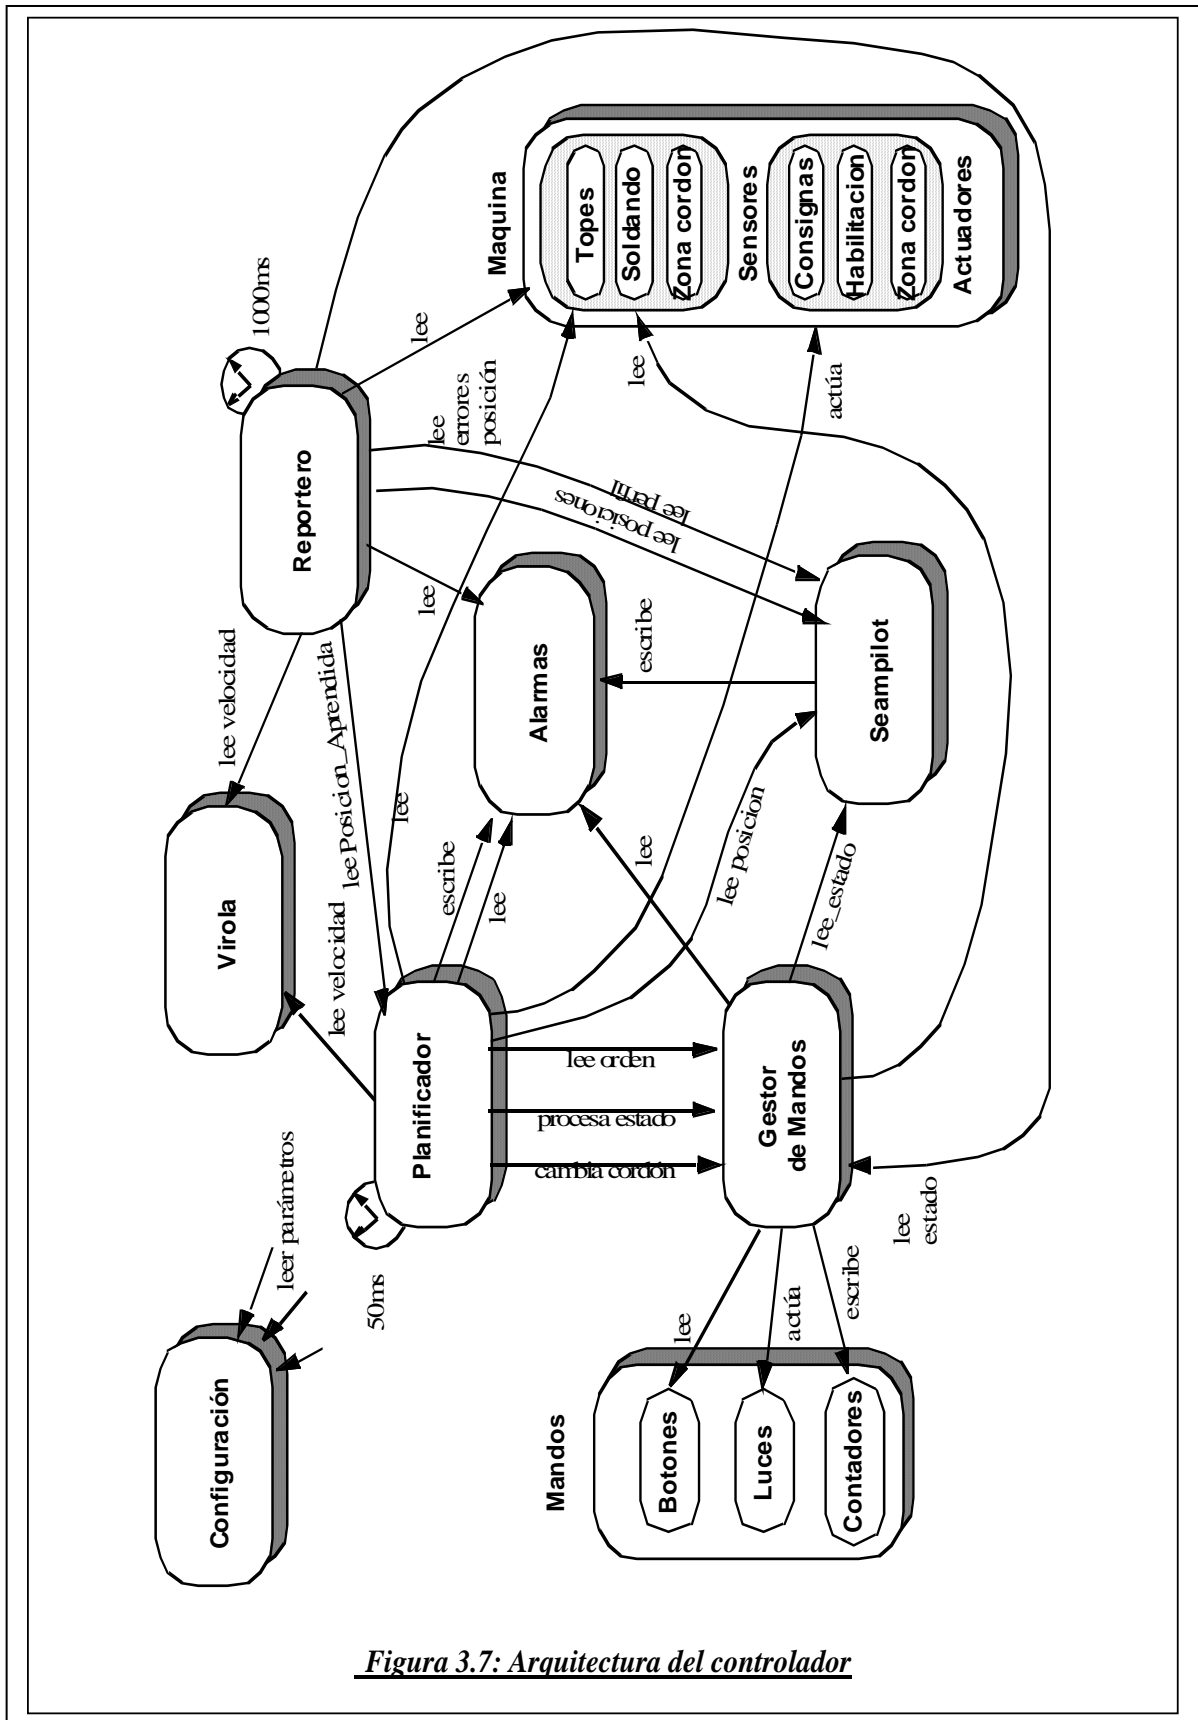 Configuración
leer parámetros
Virola
lee velocidad
lee velocidad
Reportero
1000ms
lee Posicion_Aprendida
lee
lee
errores
posición
lee perfil
lee posiciones
lee
Planificador
50ms
lee
escribe
lee
Alarmas
escribe
lee
Maquina
Topes
Soldando
Zona cordon
Sensores
Consignas
Habilitacion
Zona cordon
Actuadores
lee
actúa
lee orden
procesa estado
cambia cordón
lee posicion
lee_estado
Seampilot
Gestor
de Mandos
lee
estado
Mandos
Botones
Luces
Contadores
lee
actúa
escribe
Figura 3.7: Arquitectura del controlador